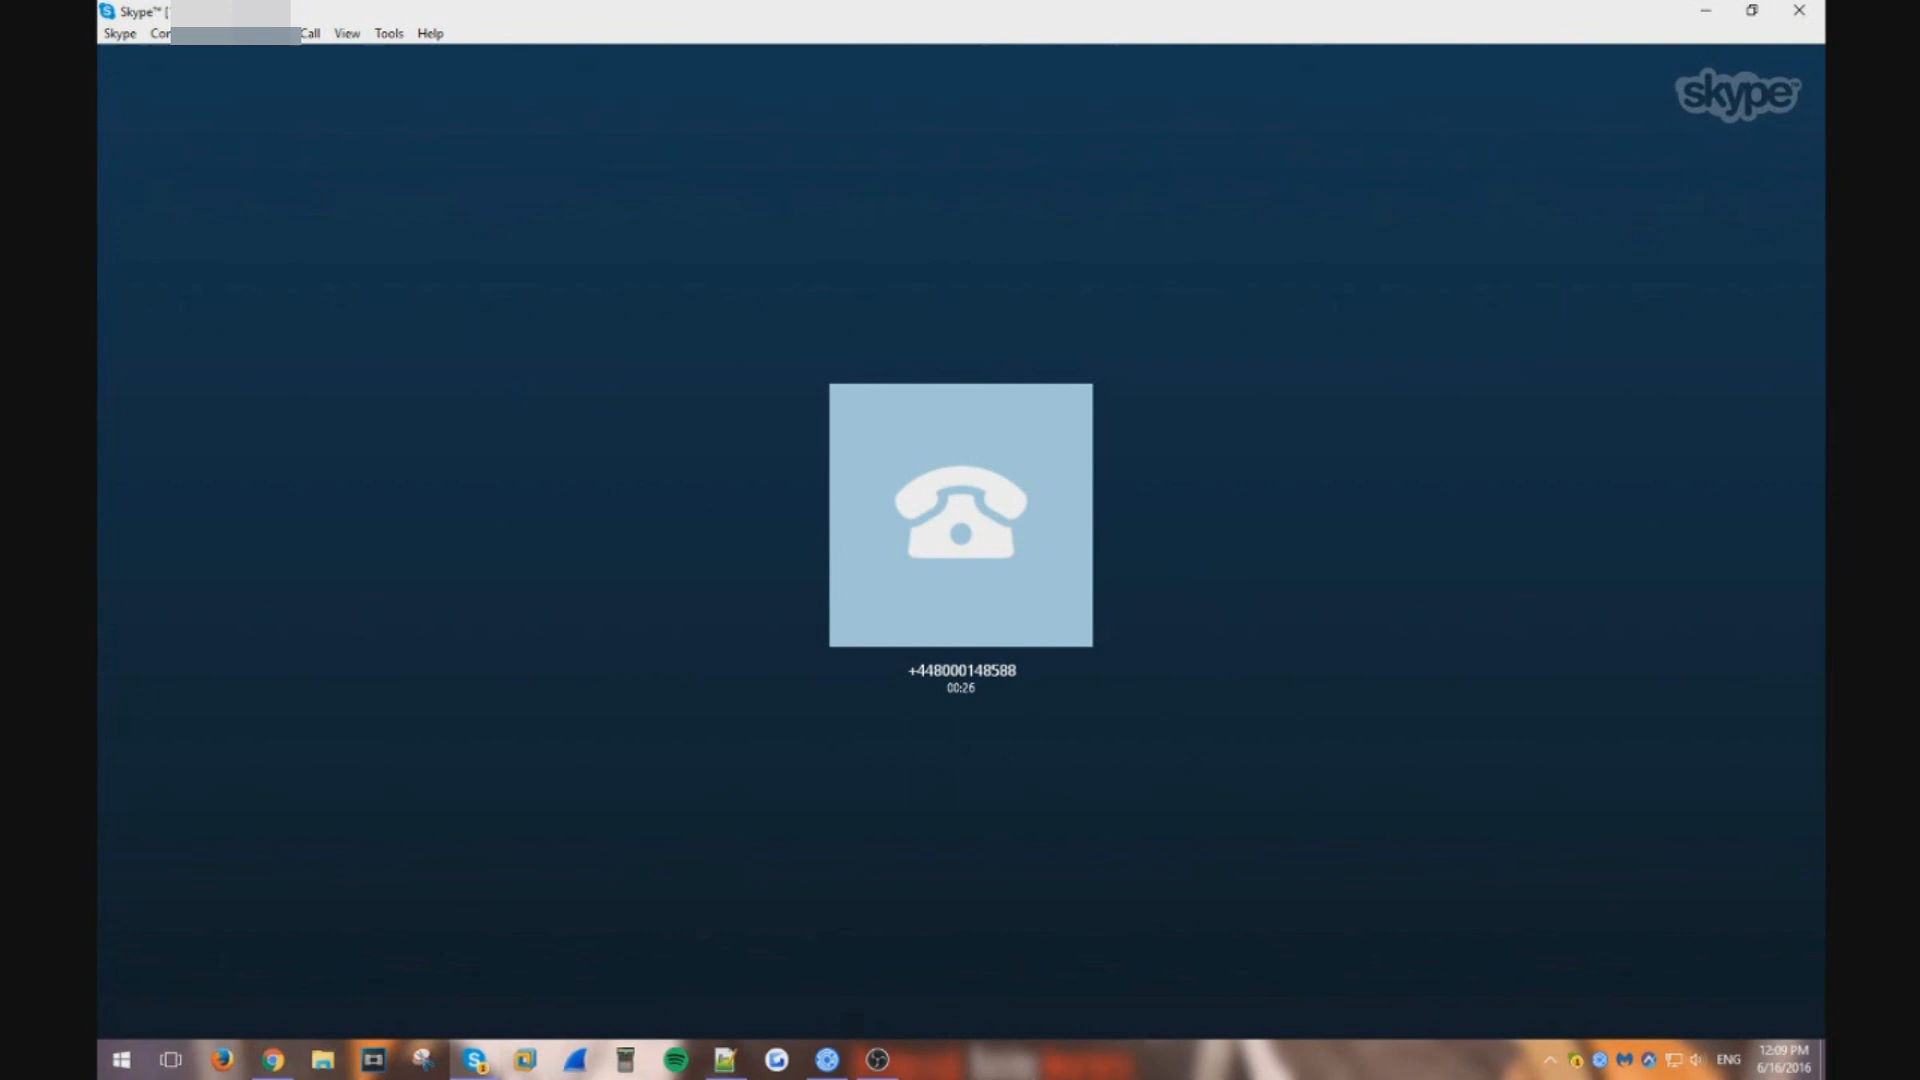 Skype™ [
Skype Call View Tools Help
skype
+448000148588
00:26
ENG
12:09 PM
6/16/2016